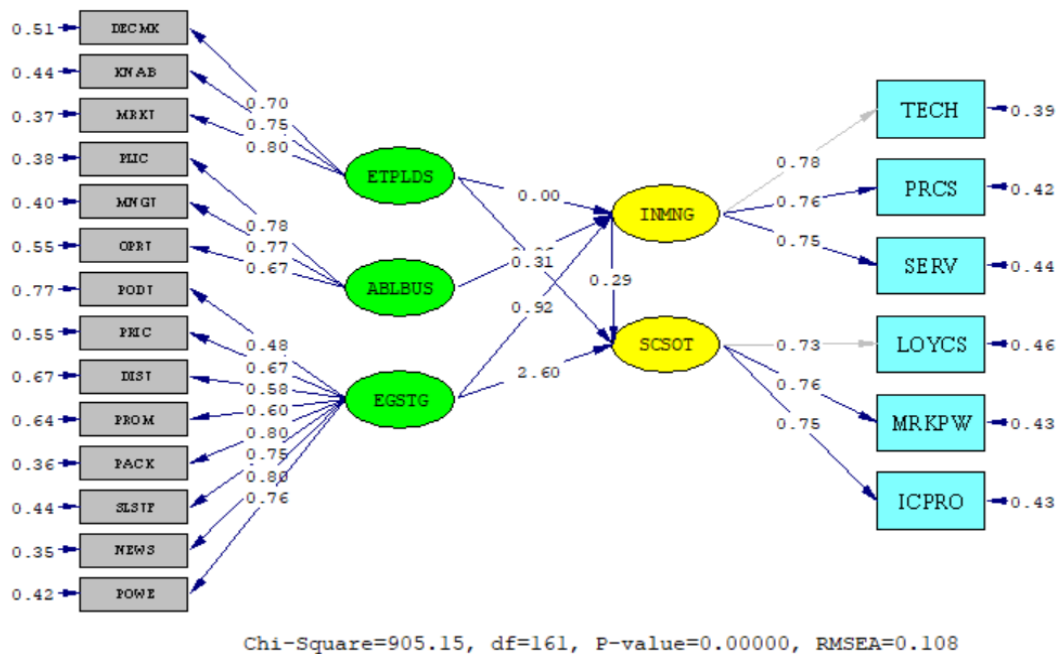 0.51 DECMK
0.44 KNAB
0.37 MRKT
0.38 PLIC
0.40 MNGT
0.55 OPRT
0.77 PODT
0.55 PRIC
0.67 DIST
0.64 PROM
0.36 PACK
0.44 SLSTF
0.35 NEWS
0.42 POWE
0.70
0.75
0.80
0.78
0.77
0.67
0.48
0.67
0.58
0.60
0.80
0.75
0.80
0.76
ETPLDS
ABLBUS
EGSTG
0.00
0.31
0.92
2.60
0.29
INMNG
SCSOT
0.78
0.76
0.75
0.73
0.76
0.75
TECH 0.39
PRCS 0.42
SERV 0.44
LOYCS 0.46
MRKPW 0.43
ICPRO 0.43
Chi-Square=905.15, df=161, P-value=0.00000, RMSEA=0.108